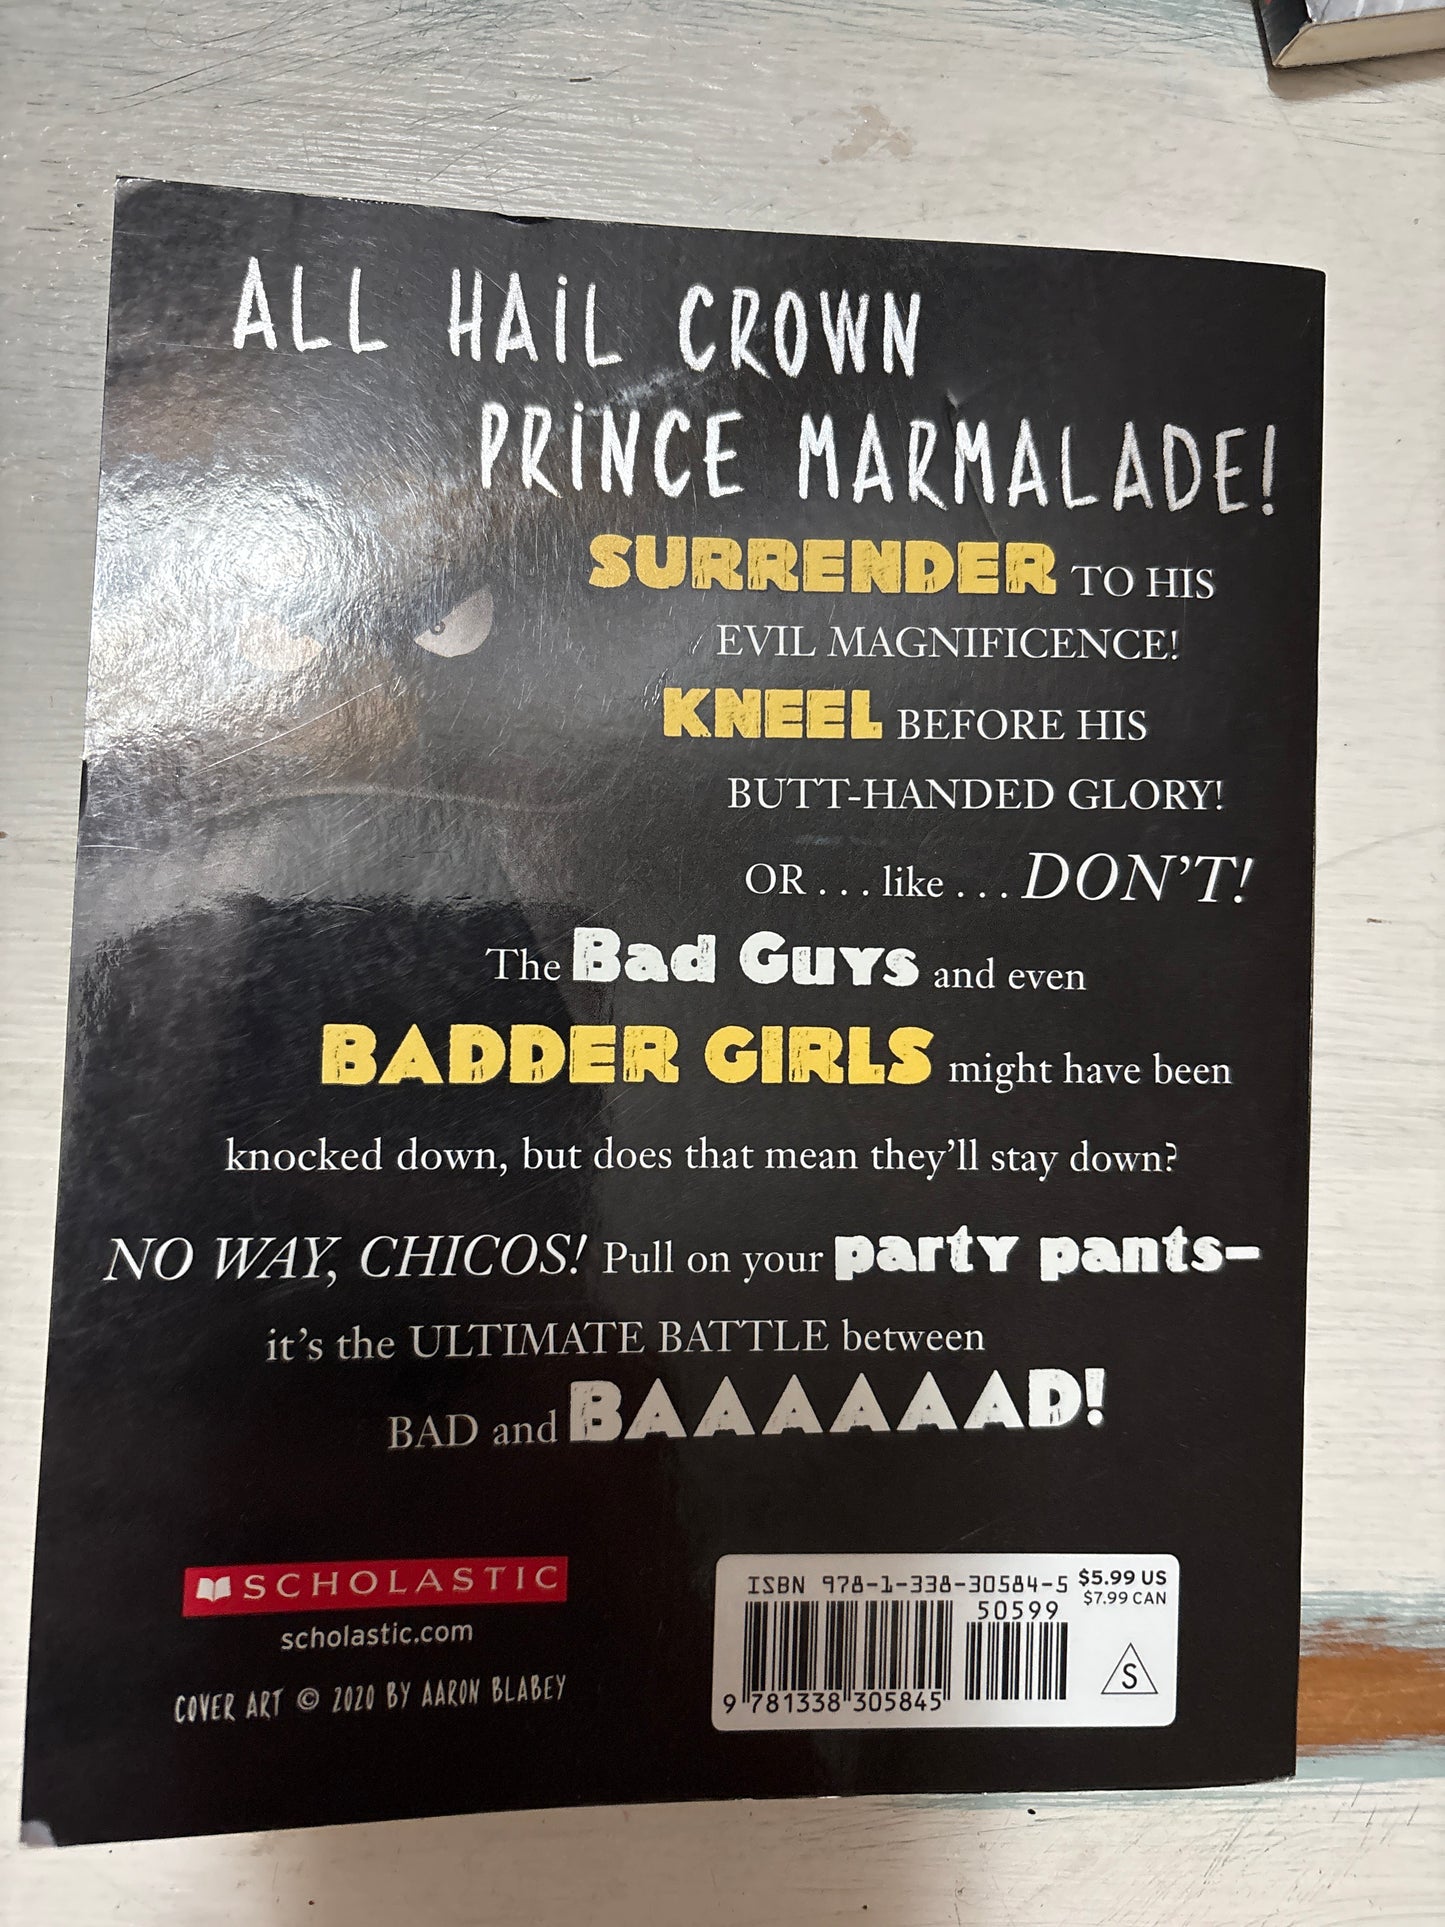 ALL HAiL CROWN
PRiNCE MARMALADE!
SURRENDER TO HIS
EVIL MAGNIFICENCE!
KNEEL BEFORE HIS
BUTT-HANDED GLORY!
OR . . . like . . . DON'T!
The Bad Guys and even
BADDER GIRLS might have been
knocked down, but does that mean they'll stay down?
NO WAY, CHICOS! Pull on your party pants–
it's the ULTIMATE BATTLE between
BAD and BAAAAAAD!
SCHOLASTIC
scholastic.com
COVER ART © 2020 BY AARON BLABEY
ISBN 978-1-338-30584-5
$5.99 US
$7.99 CAN
50599
9 781338 305845
S